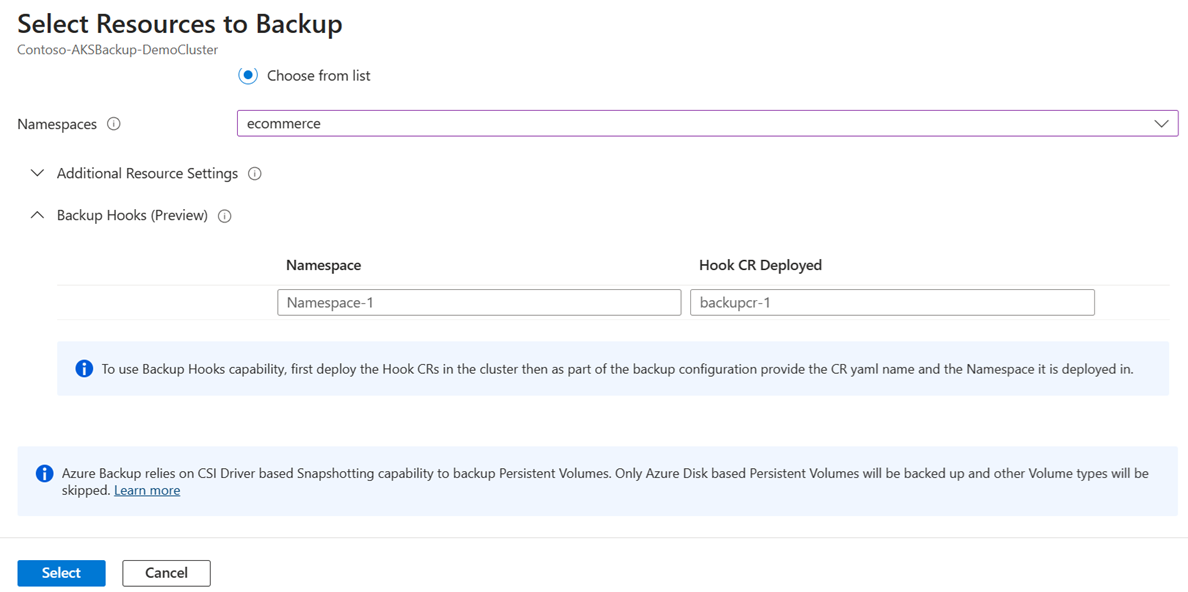 Select Resources to Backup
Contoso-AKSBackup-DemoCluster
Choose from list
Namespaces
ecommerce
Additional Resource Settings
Backup Hooks (Preview)
Namespace Hook CR Deployed
Namespace-1 backupcr-1
To use Backup Hooks capability, first deploy the Hook CRs in the cluster then as part of the backup configuration provide the CR yaml name and the Namespace it is deployed in.
Azure Backup relies on CSI Driver based Snapshotting capability to backup Persistent Volumes. Only Azure Disk based Persistent Volumes will be backed up and other Volume types will be
skipped. Learn more
Select Cancel